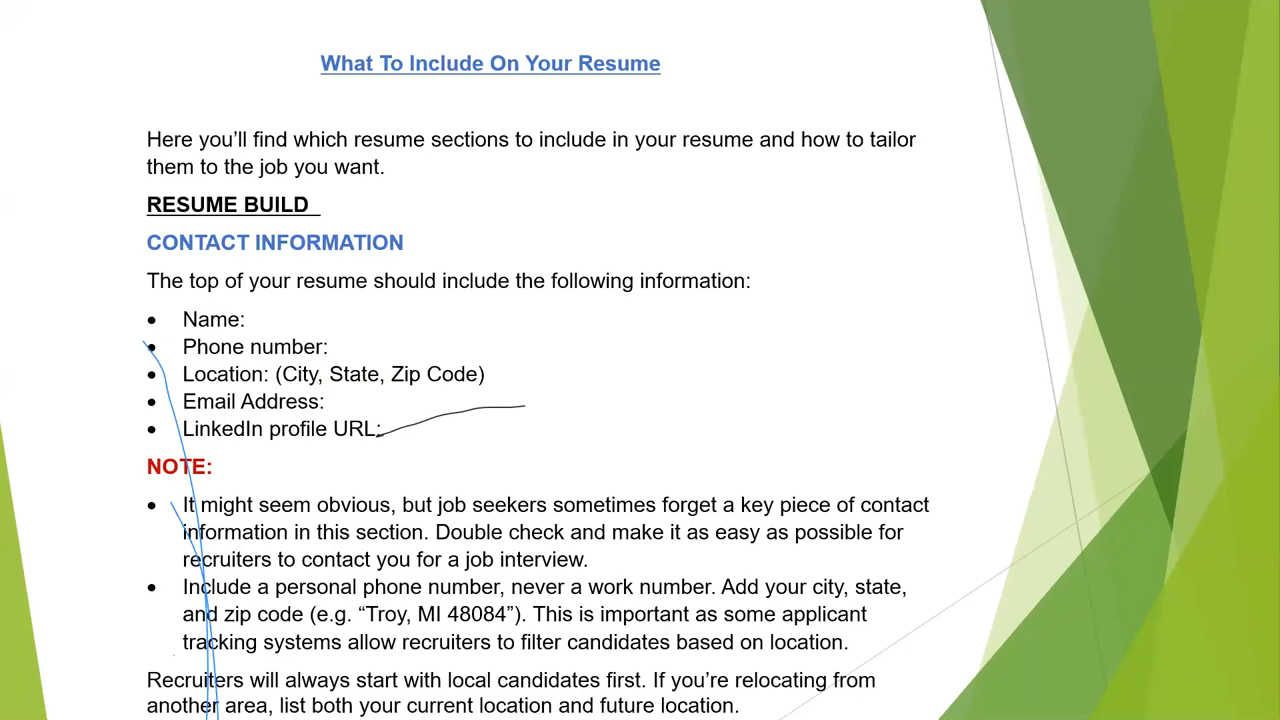 What To Include On Your Resume
Here you’ll find which resume sections to include in your resume and how to tailor
them to the job you want.
RESUME BUILD
CONTACT INFORMATION
The top of your resume should include the following information:
• Name:
• Phone number:
• Location: (City, State, Zip Code)
• Email Address:
• LinkedIn profile URL:
NOTE:
• It might seem obvious, but job seekers sometimes forget a key piece of contact
information in this section. Double check and make it as easy as possible for
recruiters to contact you for a job interview.
• Include a personal phone number, never a work number. Add your city, state,
and zip code (e.g. “Troy, MI 48084”). This is important as some applicant
tracking systems allow recruiters to filter candidates based on location.
Recruiters will always start with local candidates first. If you’re relocating from
another area, list both your current location and future location.